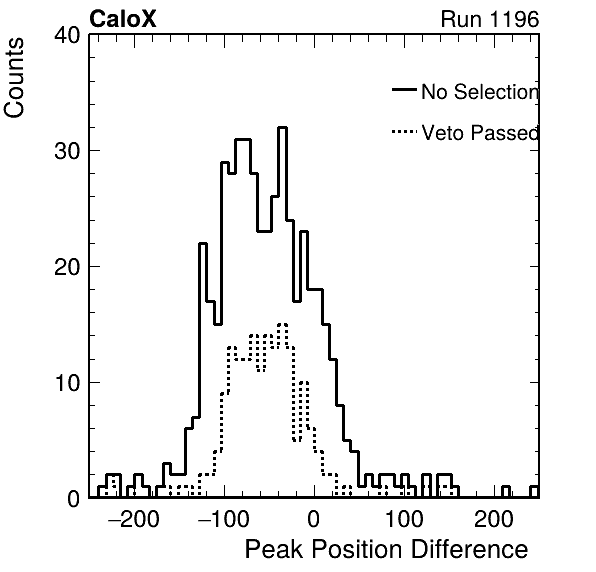 CaloX Run 1196
Counts
40
30
20
10
0
No Selection
Veto Passed
−200 −100 0 100 200
Peak Position Difference